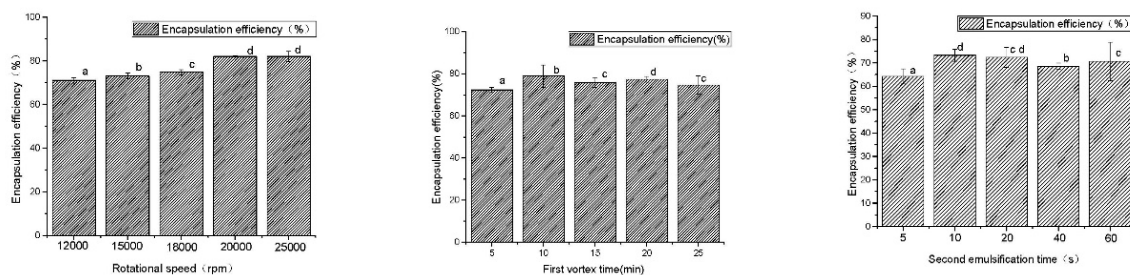 Encapsulation efficiency (%)
Encapsulation efficiency (%)
100
80
60
40
20
0
a
b
c
d
d
12000
15000
18000
20000
25000
Rotational speed (rpm)
Encapsulation efficiency(%)
Encapsulation efficiency(%)
100
80
60
40
20
0
a
b
c
d
c
5
10
15
20
25
First vortex time(min)
Encapsulation efficiency (%)
Encapsulation efficiency (%)
90
80
70
60
50
40
30
20
10
0
a
d
c d
b
c
5
10
20
40
60
Second emulsification time (s)